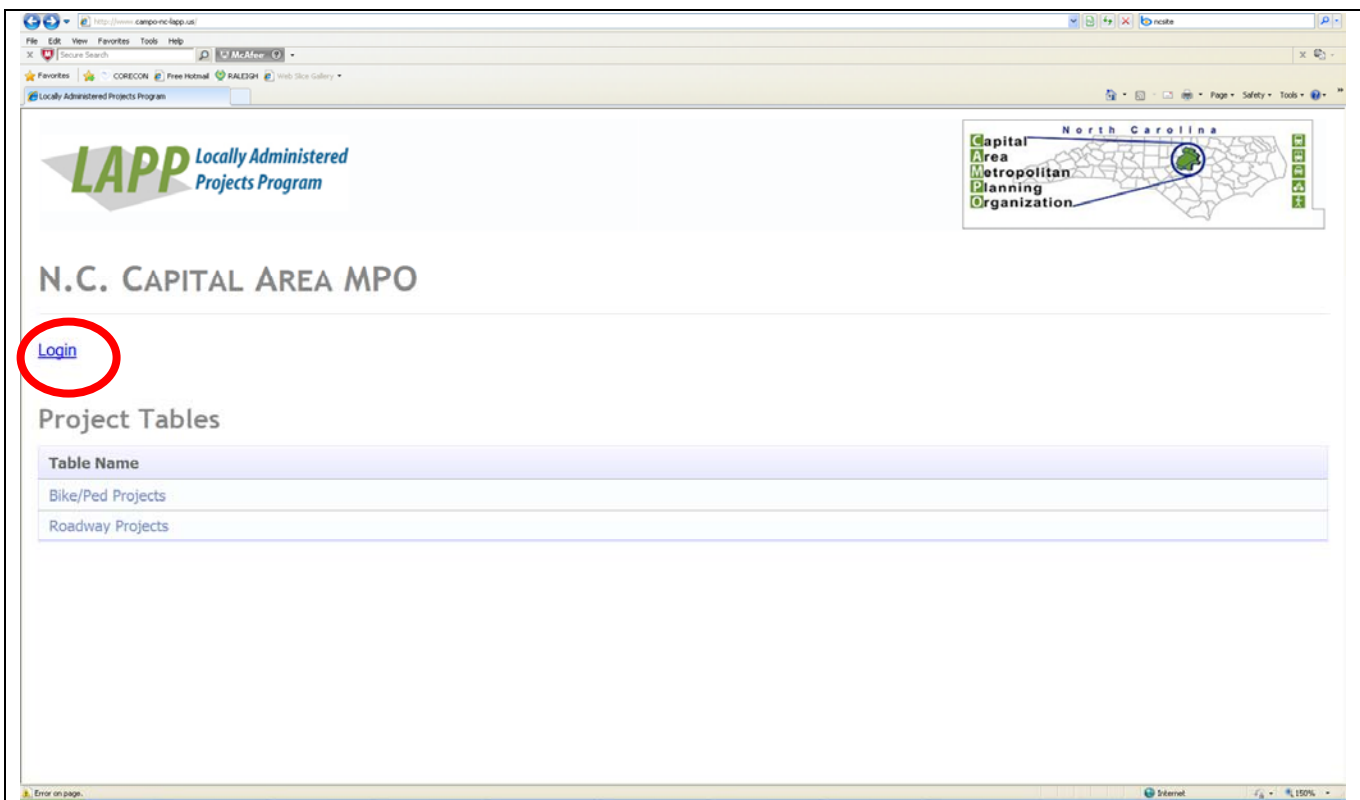 http://www.campo-nc-lapp.us/
ncsite
File Edit View Favorites Tools Help
X Secure Search McAfee
Favorites CORECON Free Hotmail RALEIGH Web Slice Gallery
Locally Administered Projects Program
Page Safety Tools
LAPP Locally Administered
Projects Program
North Carolina
Capital
Area
Metropolitan
Planning
Organization
N.C. CAPITAL AREA MPO
Login
Project Tables
Table Name
Bike/Ped Projects
Roadway Projects
Error on page.
Internet
150%